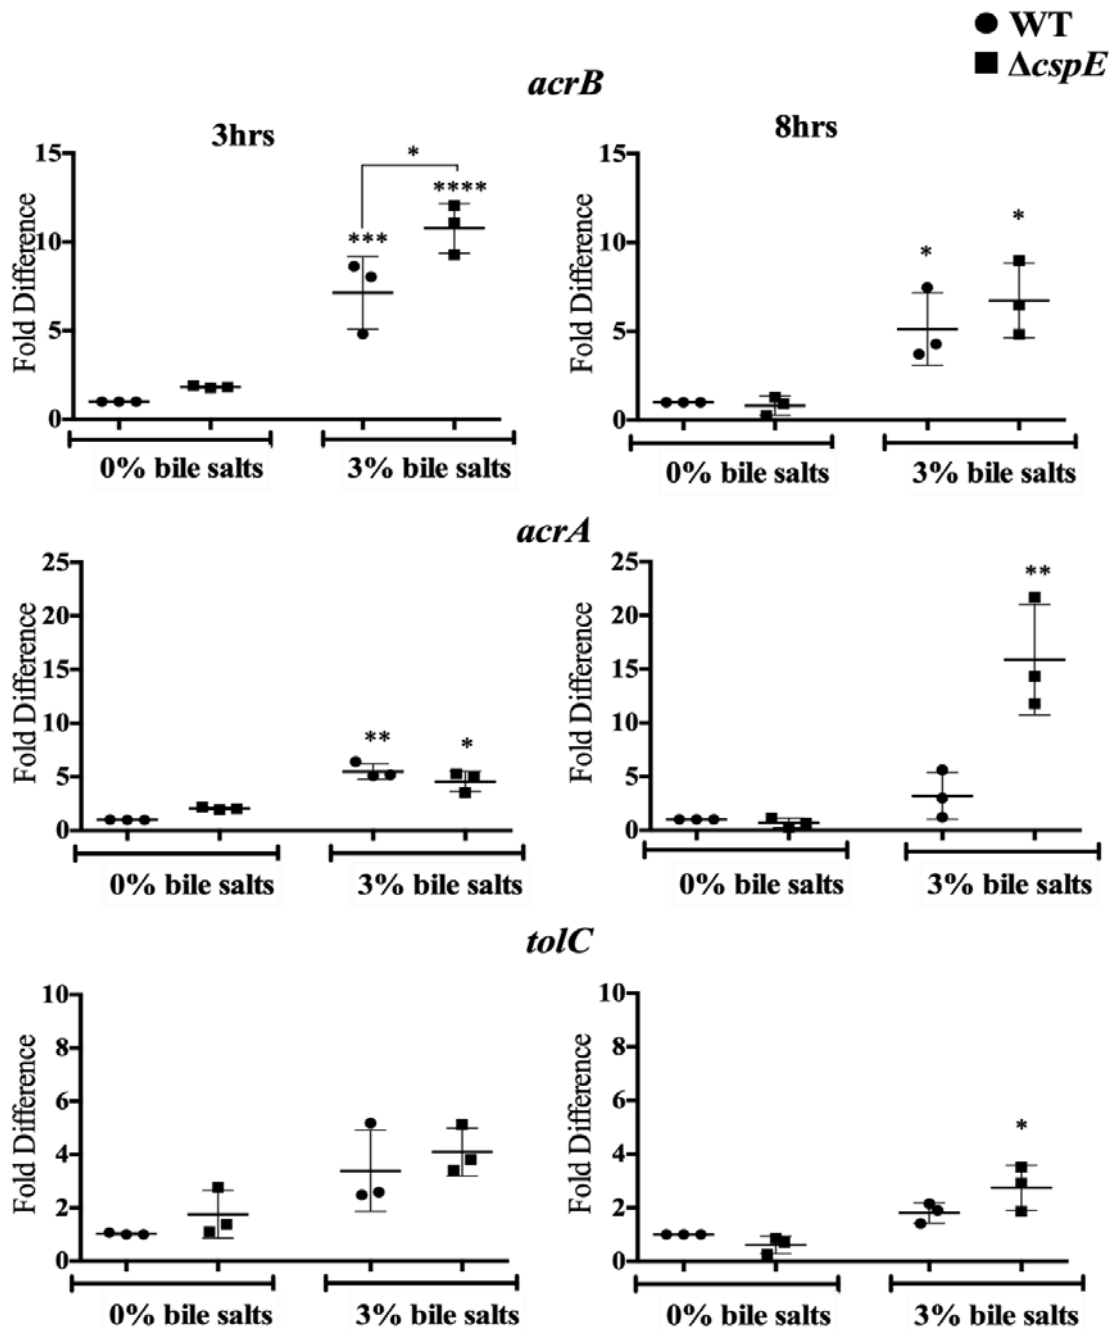 WT
ΔcspE
acrB
3hrs
8hrs
Fold Difference
15
10
5
0
*
***
****
0% bile salts
3% bile salts
Fold Difference
15
10
5
0
*
*
0% bile salts
3% bile salts
acrA
Fold Difference
25
20
15
10
5
0
**
*
0% bile salts
3% bile salts
Fold Difference
25
20
15
10
5
0
**
0% bile salts
3% bile salts
tolC
Fold Difference
10
8
6
4
2
0
0% bile salts
3% bile salts
Fold Difference
10
8
6
4
2
0
*
0% bile salts
3% bile salts